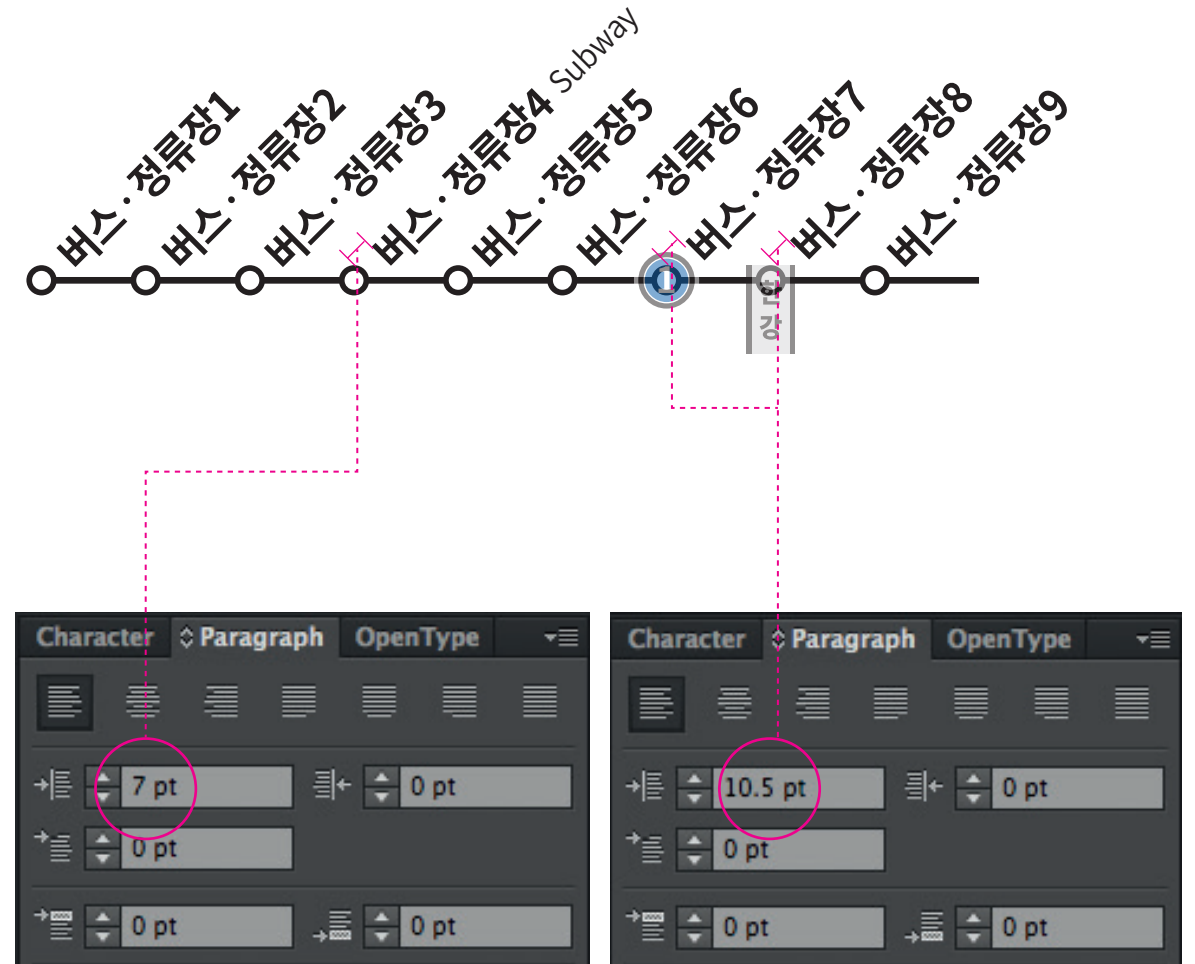 버스·정류장1
버스·정류장2
버스·정류장3
버스·정류장4 Subway
버스·정류장5
버스·정류장6
버스·정류장7
버스·정류장8
버스·정류장9
1
한강
Character Paragraph OpenType
7 pt 0 pt
0 pt
0 pt 0 pt
Character Paragraph OpenType
10.5 pt 0 pt
0 pt
0 pt 0 pt